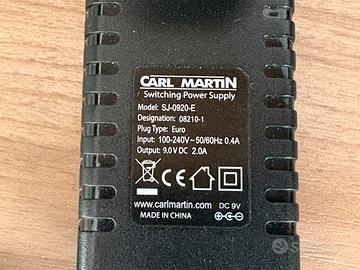 CARL MARTIN
Switching Power Supply
Model: SJ-0920-E
Designation: 08210-1
Plug Type: Euro
Input: 100-240V~50/60Hz 0.4A
Output: 9.0V DC 2.0A
CE
www.carlmartin.com
DC 9V
MADE IN CHINA